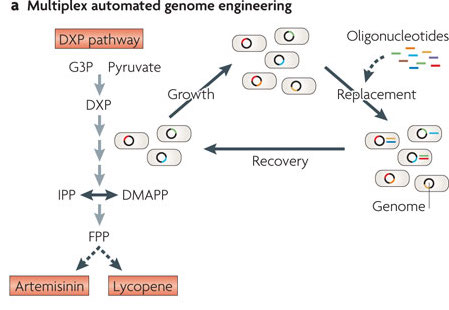 a Multiplex automated genome engineering
DXP pathway
G3P Pyruvate
DXP
IPP DMAPP
FPP
Artemisinin Lycopene
Growth
Oligonucleotides
Replacement
Recovery
Genome